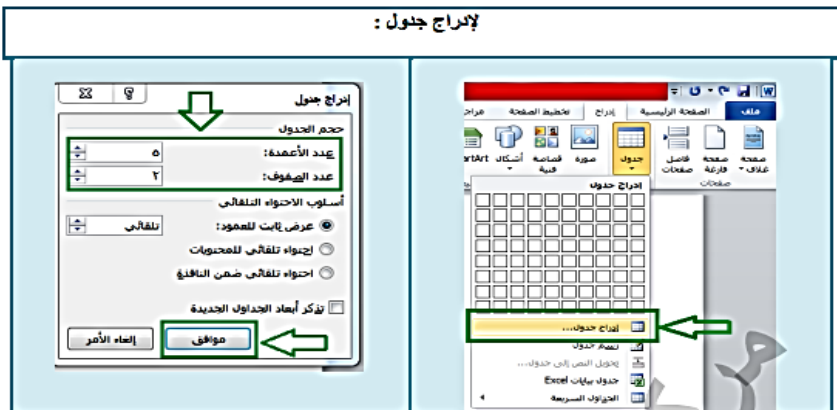 لإدراج جدول :
ملف الصفحة الرئيسية إدراج تخطيط الصفحة مراجع
صفحة غلاف
صفحة فارغة
فاصل صفحات
جدول
صورة
قصاصة فنية
أشكال
rtArt
صفحات
إدراج جدول
إدراج جدول...
رسم جدول
تحويل النص إلى جدول...
جدول بيانات Excel
الجداول السريعة
إدراج جدول
حجم الجدول
عدد الأعمدة: ٥
عدد الصفوف: ٢
أسلوب الاحتواء التلقائي
عرض ثابت للعمود: تلقائي
إحتواء تلقائي للمحتويات
احتواء تلقائي ضمن النافذة
تذكر أبعاد الجداول الجديدة
موافق
إلغاء الأمر